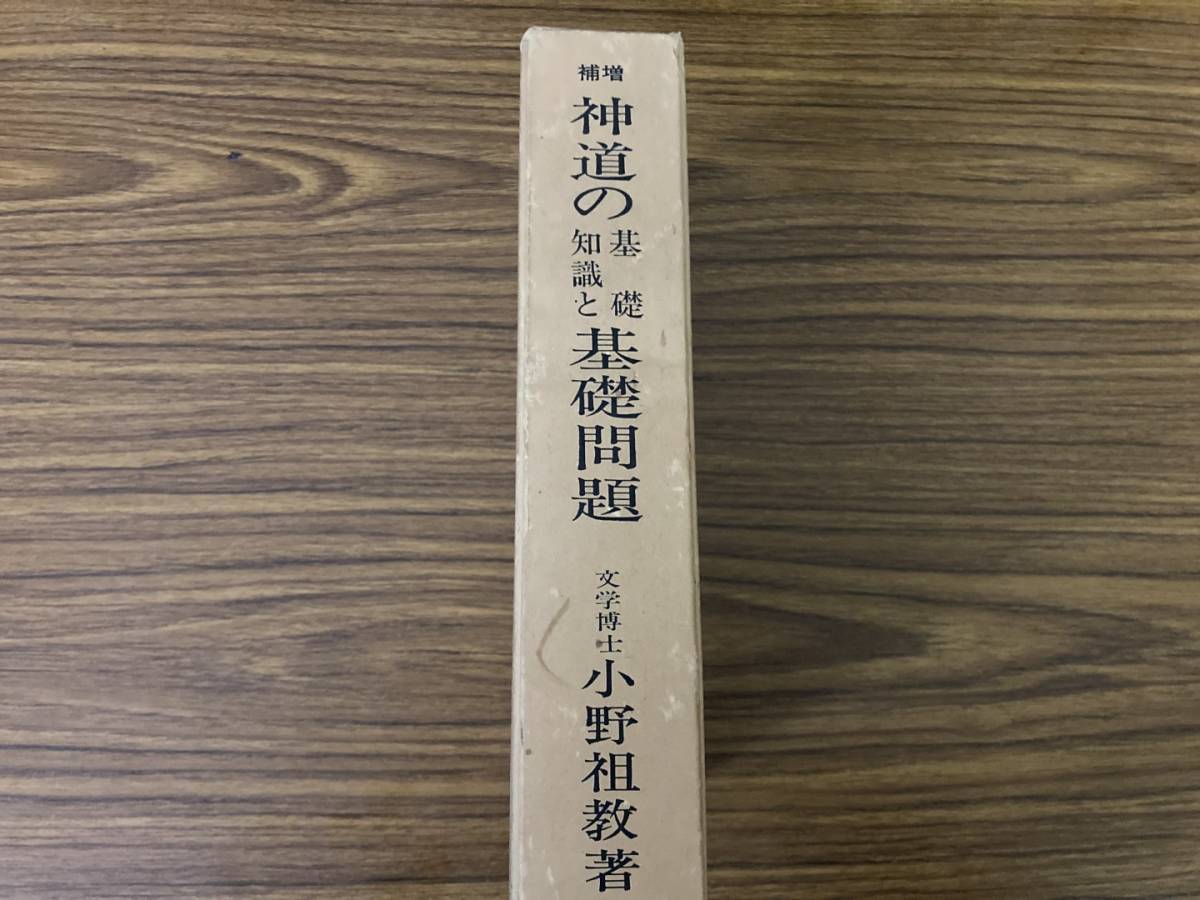 増補
神道の
基礎
知識と
基礎問題
文学博士
小野祖教著